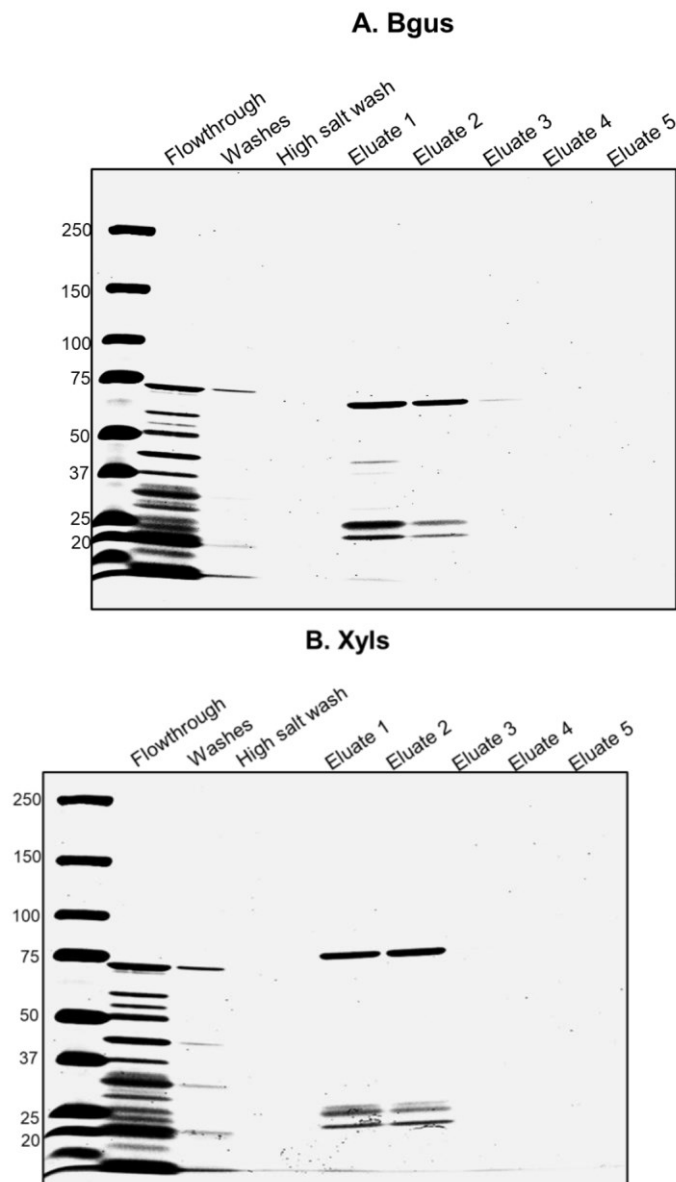 A. Bgus
Flowthrough
Washes
High salt wash
Eluate 1
Eluate 2
Eluate 3
Eluate 4
Eluate 5
250
150
100
75
50
37
25
20
B. Xyls
Flowthrough
Washes
High salt wash
Eluate 1
Eluate 2
Eluate 3
Eluate 4
Eluate 5
250
150
100
75
50
37
25
20